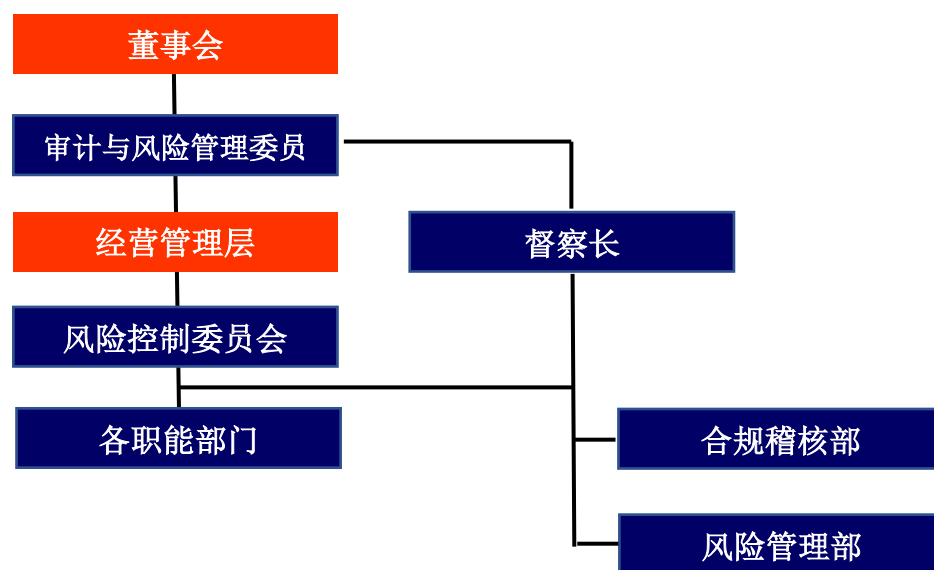 董事会
审计与风险管理委员
经营管理层
督察长
风险控制委员会
各职能部门
合规稽核部
风险管理部